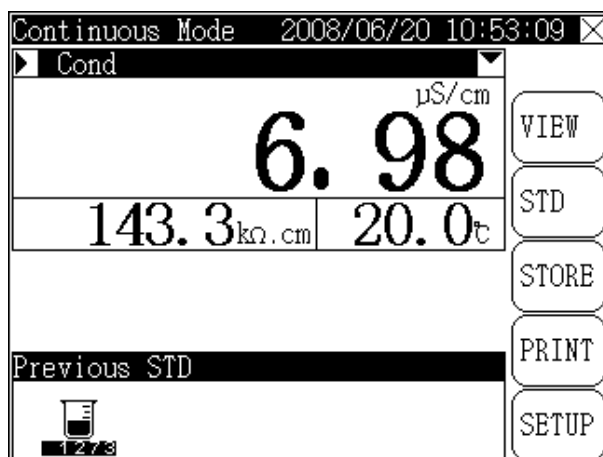 Continuous Mode 2008/06/20 10:53:09
Cond
µS/cm
6.98
143.3kΩ.cm 20.0℃
VIEW
STD
STORE
PRINT
SETUP
Previous STD
1273